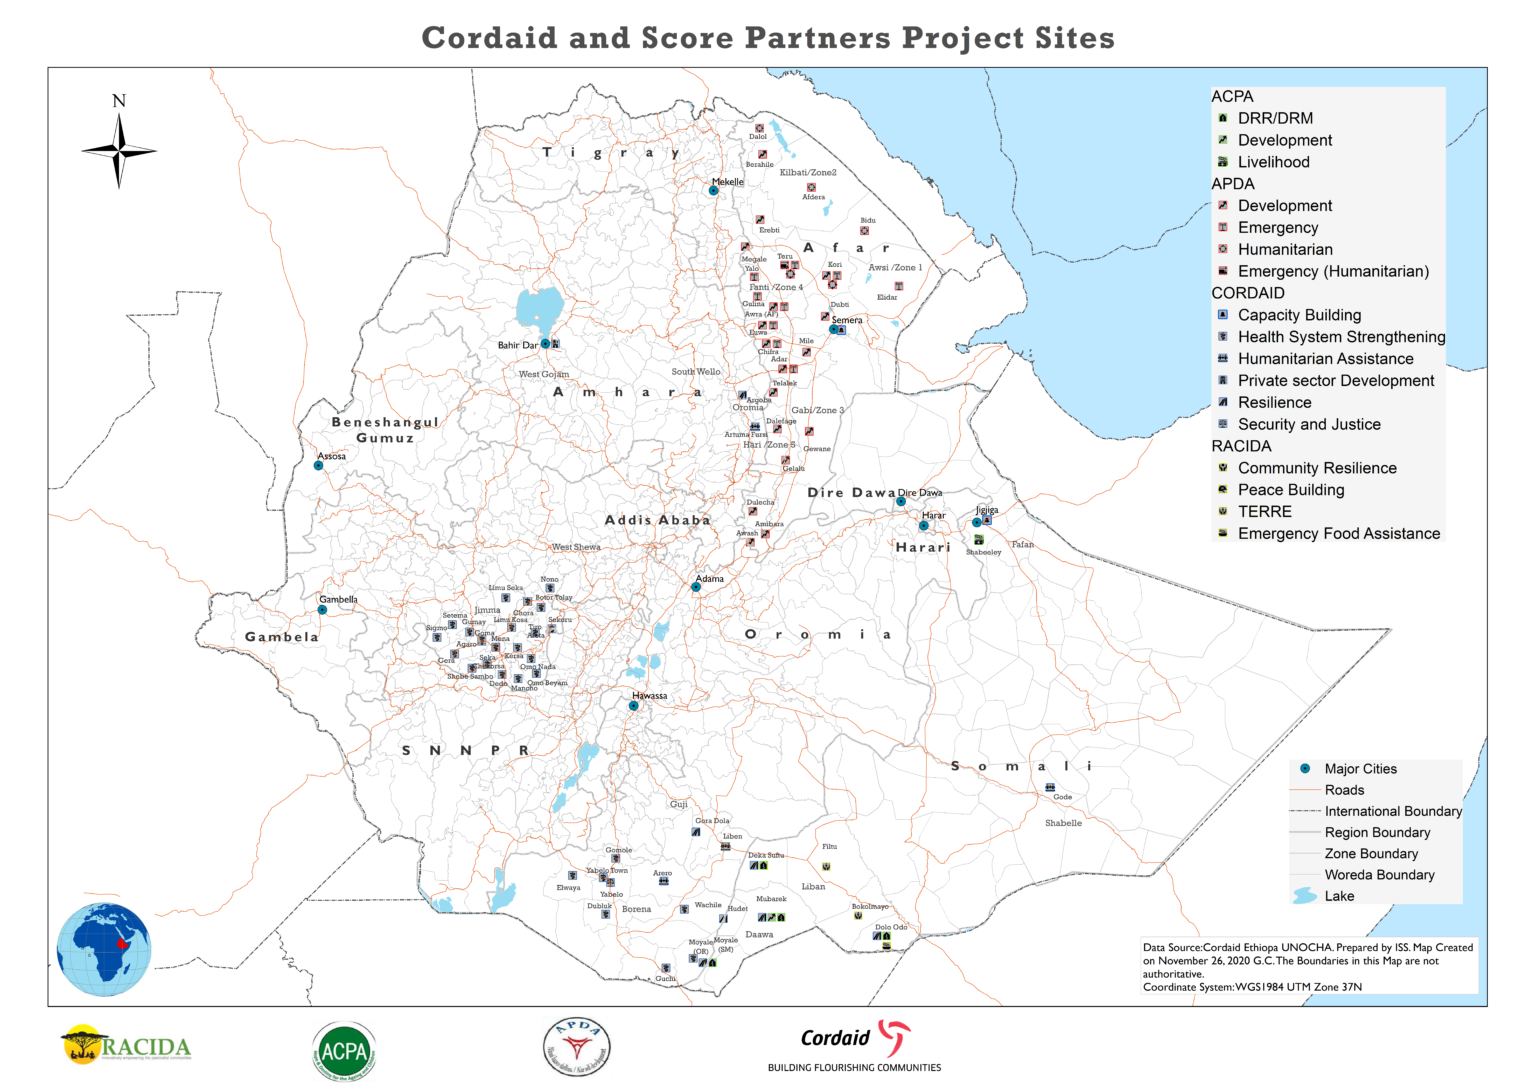 Cordaid and Score Partners Project Sites
N
ACPA
DRR/DRM
Development
Livelihood
APDA
Development
Emergency
Humanitarian
Emergency (Humanitarian)
CORDAID
Capacity Building
Health System Strengthening
Humanitarian Assistance
Private sector Development
Resilience
Security and Justice
RACIDA
Community Resilience
Peace Building
TERRE
Emergency Food Assistance
Tigray
Mekelle
Dalol
Berahile
Kilbati/Zone2
Afdera
Bidu
Erebti
Afar
Megale
Teru
Yalo
Kori
Awsi /Zone 1
Fanti /Zone 4
Elidar
Gulina
Dubti
Awra (AF)
Semera
Euwa
Bahir Dar
Chifra
Mile
Adar
West Gojam
South Wello
Telalek
Amhara
Argoba
Oromia
Gabi/Zone 3
Dalefage
Artuma Fursi
Hari /Zone 5
Gewane
Gelalu
Beneshangul
Gumuz
Assosa
Dire Dawa
Dire Dawa
Dulecha
Addis Ababa
Amibara
Awash
Harar
Jigjiga
Harari
Shabeeley
Fafan
West Shewa
Adama
Nono
Limu Seka
Botor Tolay
Gambella
Jimma
Chora
Setema
Limu Kosa
Sekoru
Sigmo
Gumay
Tiro
Afeta
Goma
Mena
Agaro
Kersa
Gera
Seka
Chekorsa
Omo Nada
Shebe Sambo
Dedo
Omo Beyam
Mancho
Gambela
Oromia
Hawassa
SNNPR
Somali
Gode
Shabelle
Guji
Gora Dola
Liben
Gomole
Deka Suftu
Filtu
Yabelo Town
Elwaya
Arero
Yabelo
Liban
Dubluk
Borena
Wachile
Hudet
Mubarek
Bokolmayo
Daawa
Dolo Odo
Moyale
(OR)
Moyale
(SM)
Guchi
Major Cities
Roads
International Boundary
Region Boundary
Zone Boundary
Woreda Boundary
Lake
Data Source:Cordaid Ethiopa UNOCHA. Prepared by ISS. Map Created
on November 26, 2020 G.C.The Boundaries in this Map are not
authoritative.
Coordinate System:WGS1984 UTM Zone 37N
RACIDA
ACPA
APDA
Cordaid
BUILDING FLOURISHING COMMUNITIES